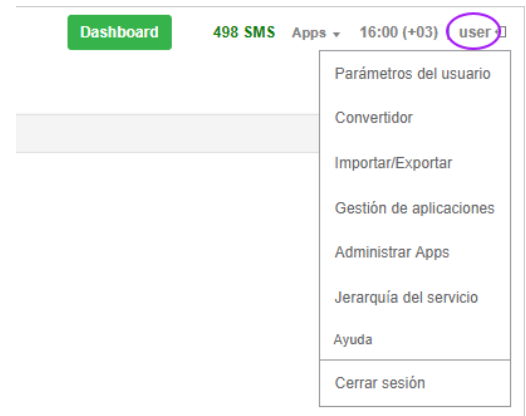 Dashboard 498 SMS Apps 16:00 (+03) user
Parámetros del usuario
Convertidor
Importar/Exportar
Gestión de aplicaciones
Administrar Apps
Jerarquía del servicio
Ayuda
Cerrar sesión